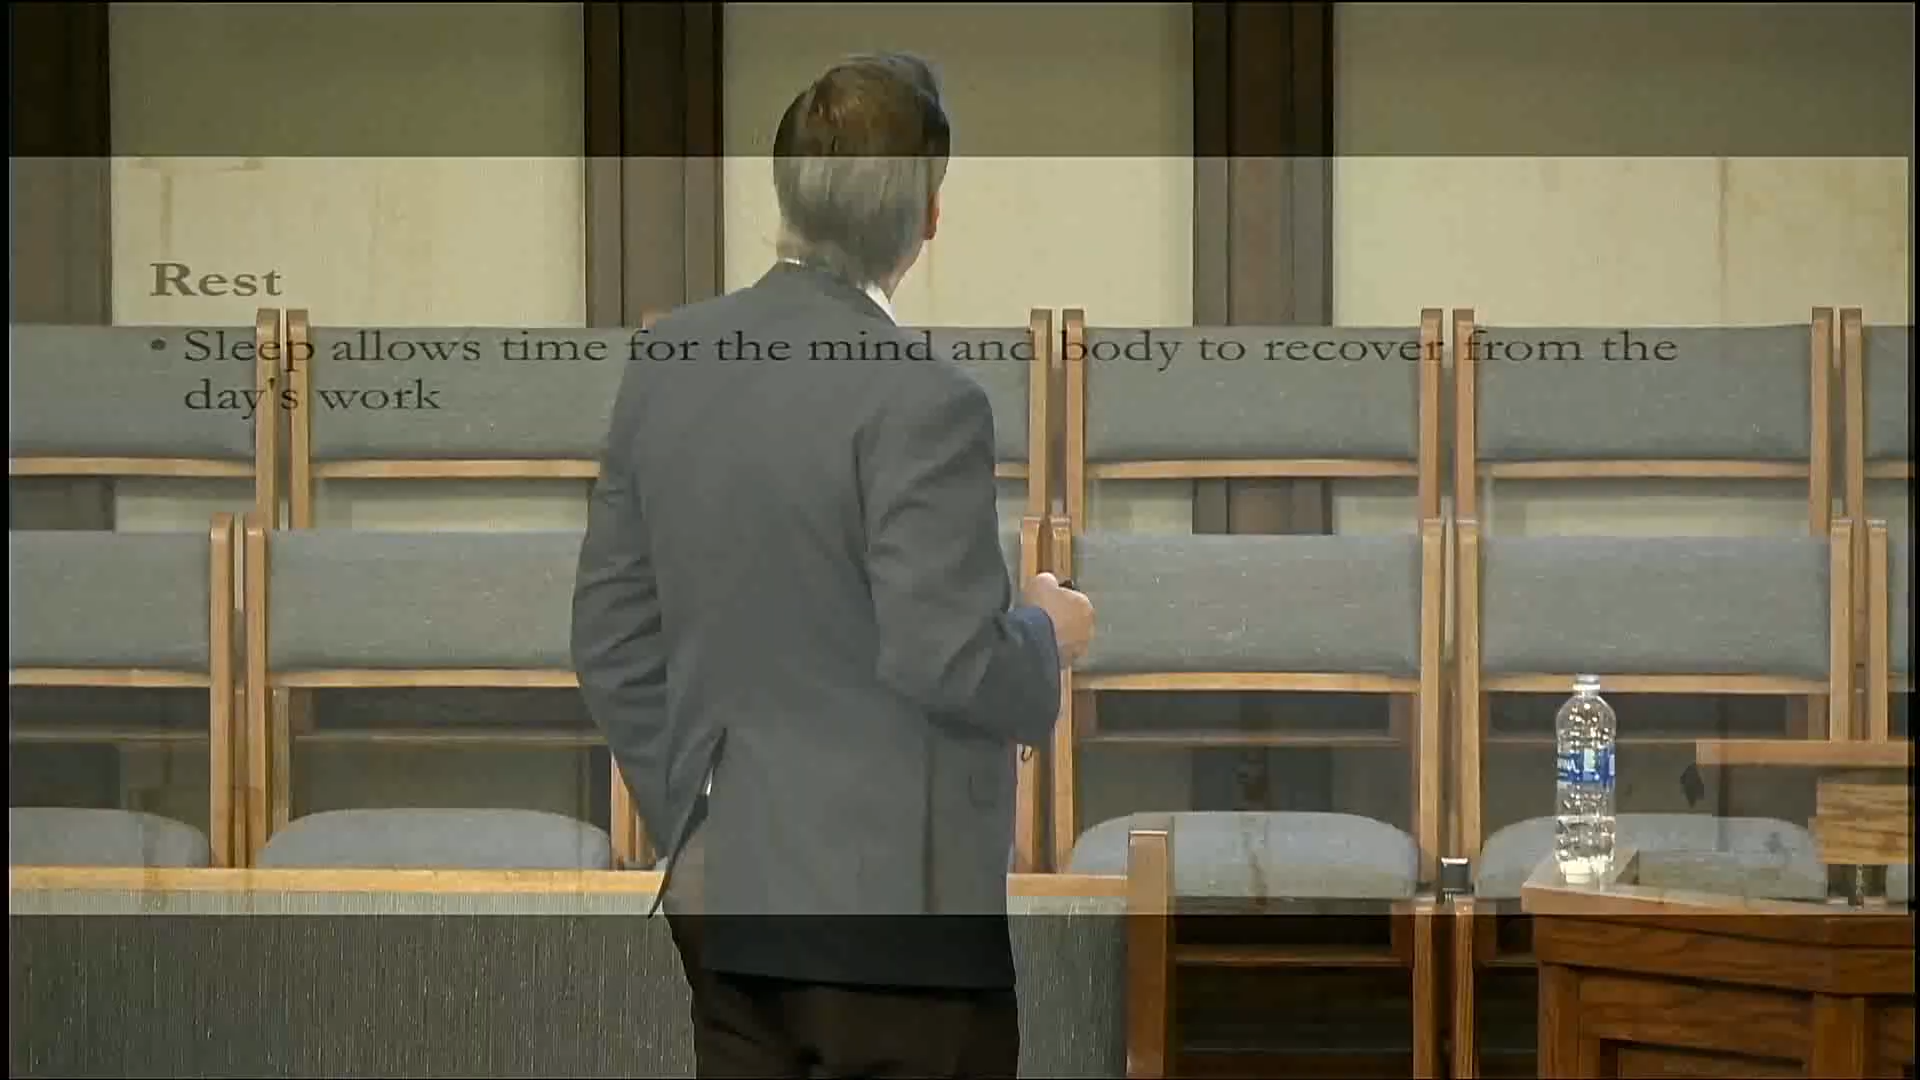 Rest
• Sleep allows time for the mind and body to recover from the
day's work